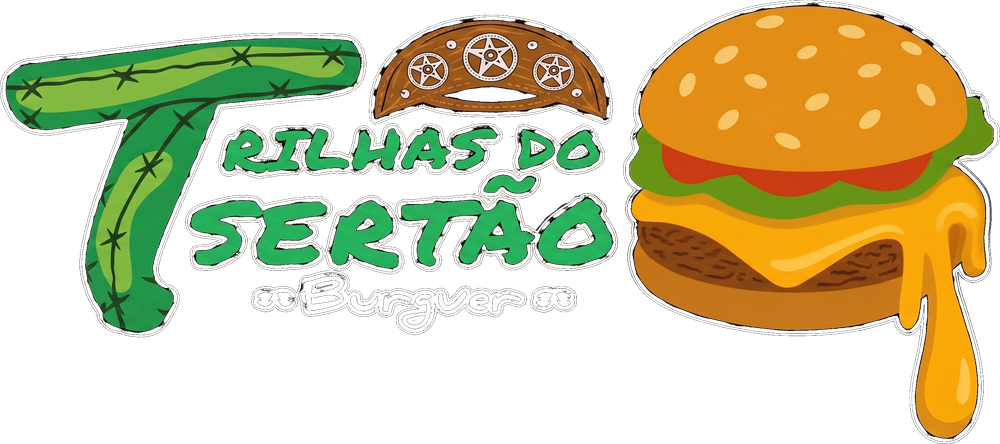 TRILHAS DO
SERTÃO
Burguer